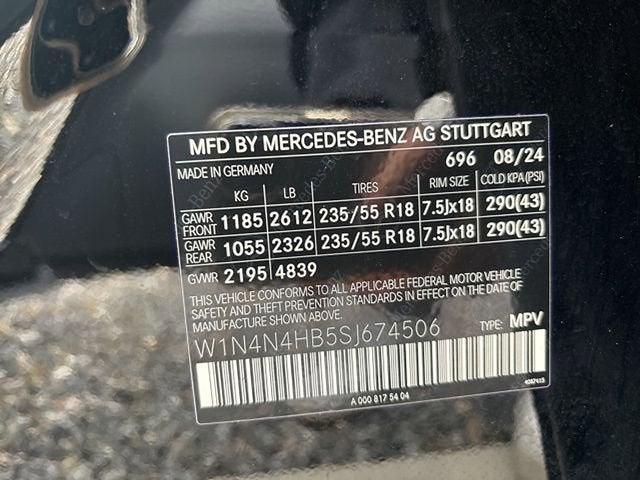 MFD BY MERCEDES-BENZ AG STUTTGART
MADE IN GERMANY 696 08/24
KG LB TIRES RIM SIZE COLD KPA(PSI)
GAWR FRONT 1185 2612 235/55 R18 7.5Jx18 290(43)
GAWR REAR 1055 2326 235/55 R18 7.5Jx18 290(43)
GVWR 2195 4839
THIS VEHICLE CONFORMS TO ALL APPLICABLE FEDERAL MOTOR VEHICLE
SAFETY AND THEFT PREVENTION STANDARDS IN EFFECT ON THE DATE OF
MANUFACTURE SHOWN ABOVE.
W1N4N4HB5SJ674506 TYPE: MPV
A 000 817 54 04